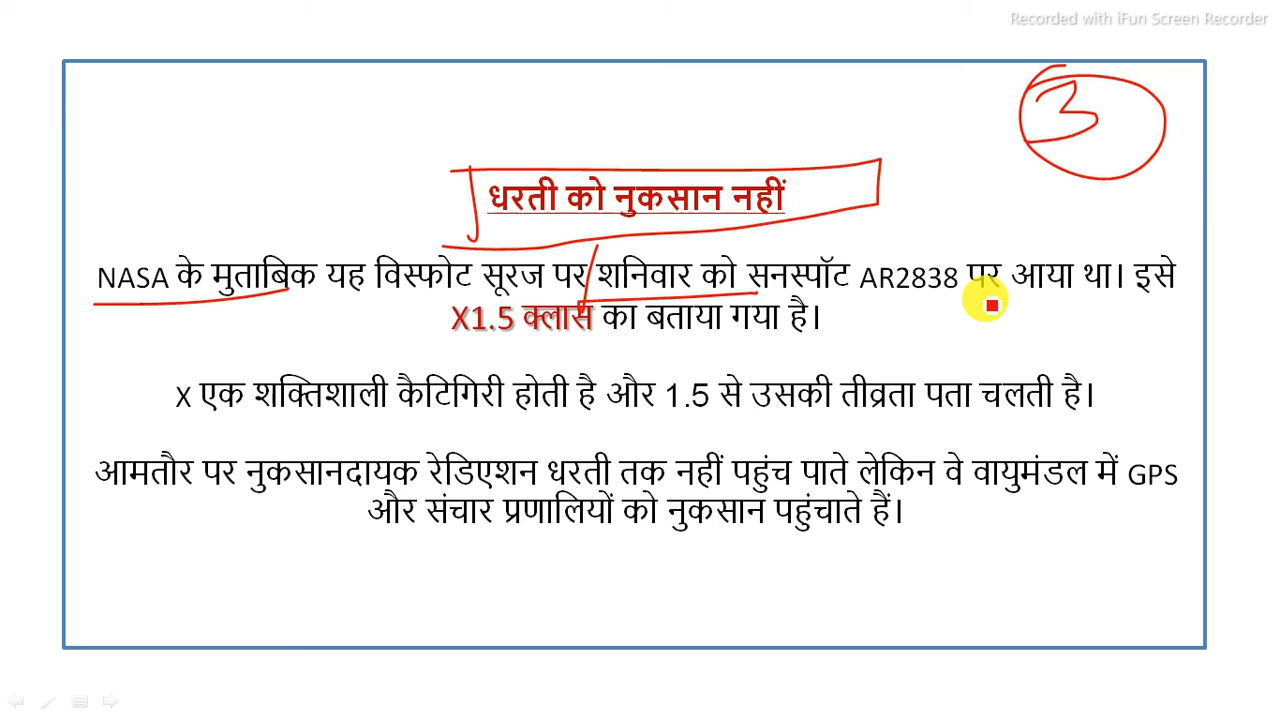 Recorded with iFun Screen Recorder
3
धरती को नुकसान नहीं
NASA के मुताबिक यह विस्फोट सूरज पर शनिवार को सनस्पॉट AR2838 पर आया था। इसे
X1.5 क्लास का बताया गया है।
X एक शक्तिशाली कैटिगिरी होती है और 1.5 से उसकी तीव्रता पता चलती है।
आमतौर पर नुकसानदायक रेडिएशन धरती तक नहीं पहुंच पाते लेकिन वे वायुमंडल में GPS
और संचार प्रणालियों को नुकसान पहुंचाते हैं।